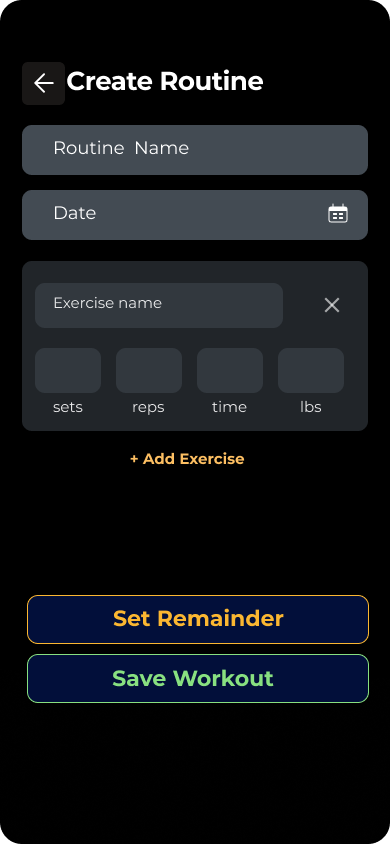 Create Routine
Routine Name
Date
Exercise name
sets reps time lbs
+ Add Exercise
Set Remainder
Save Workout